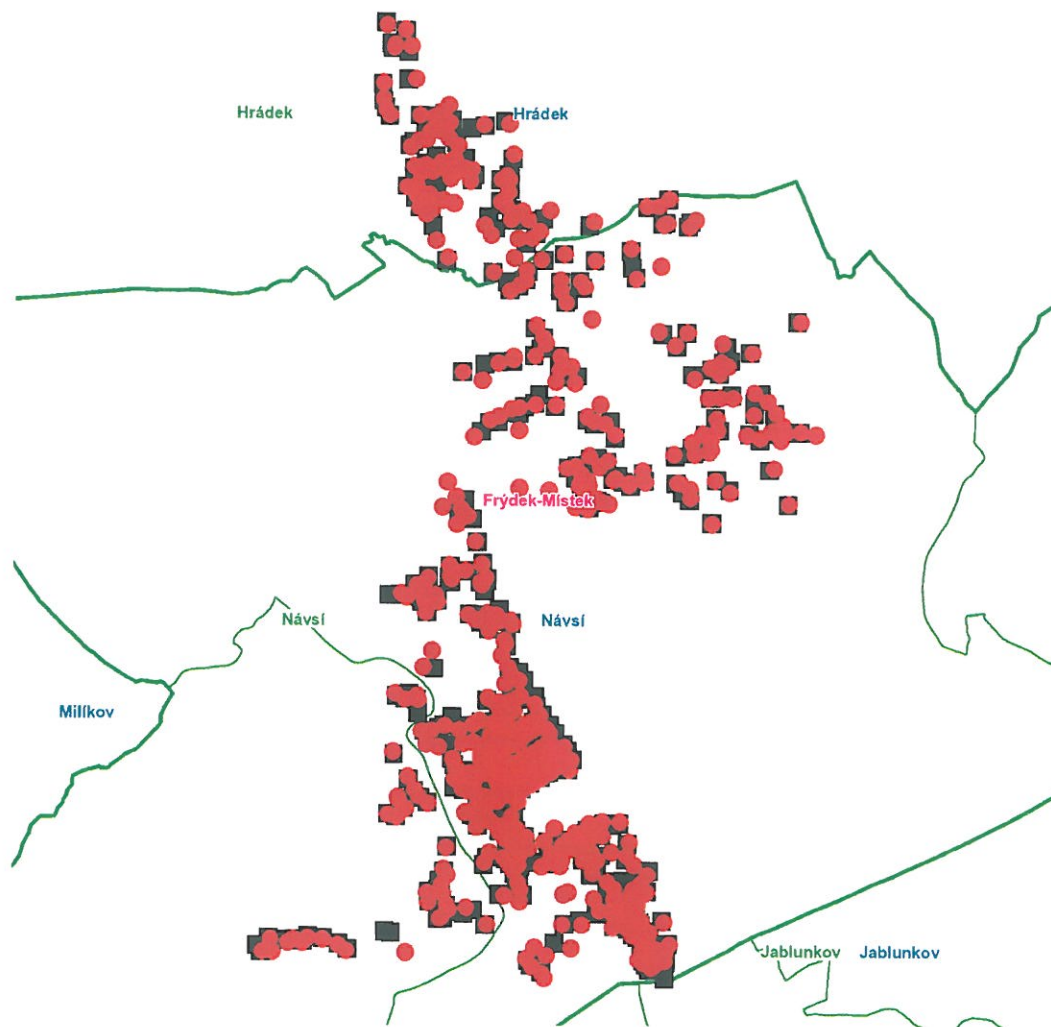 Hrádek Hrádek
Frýdek-Místek
Návsí Návsí
Milíkov
Jablunkov Jablunkov